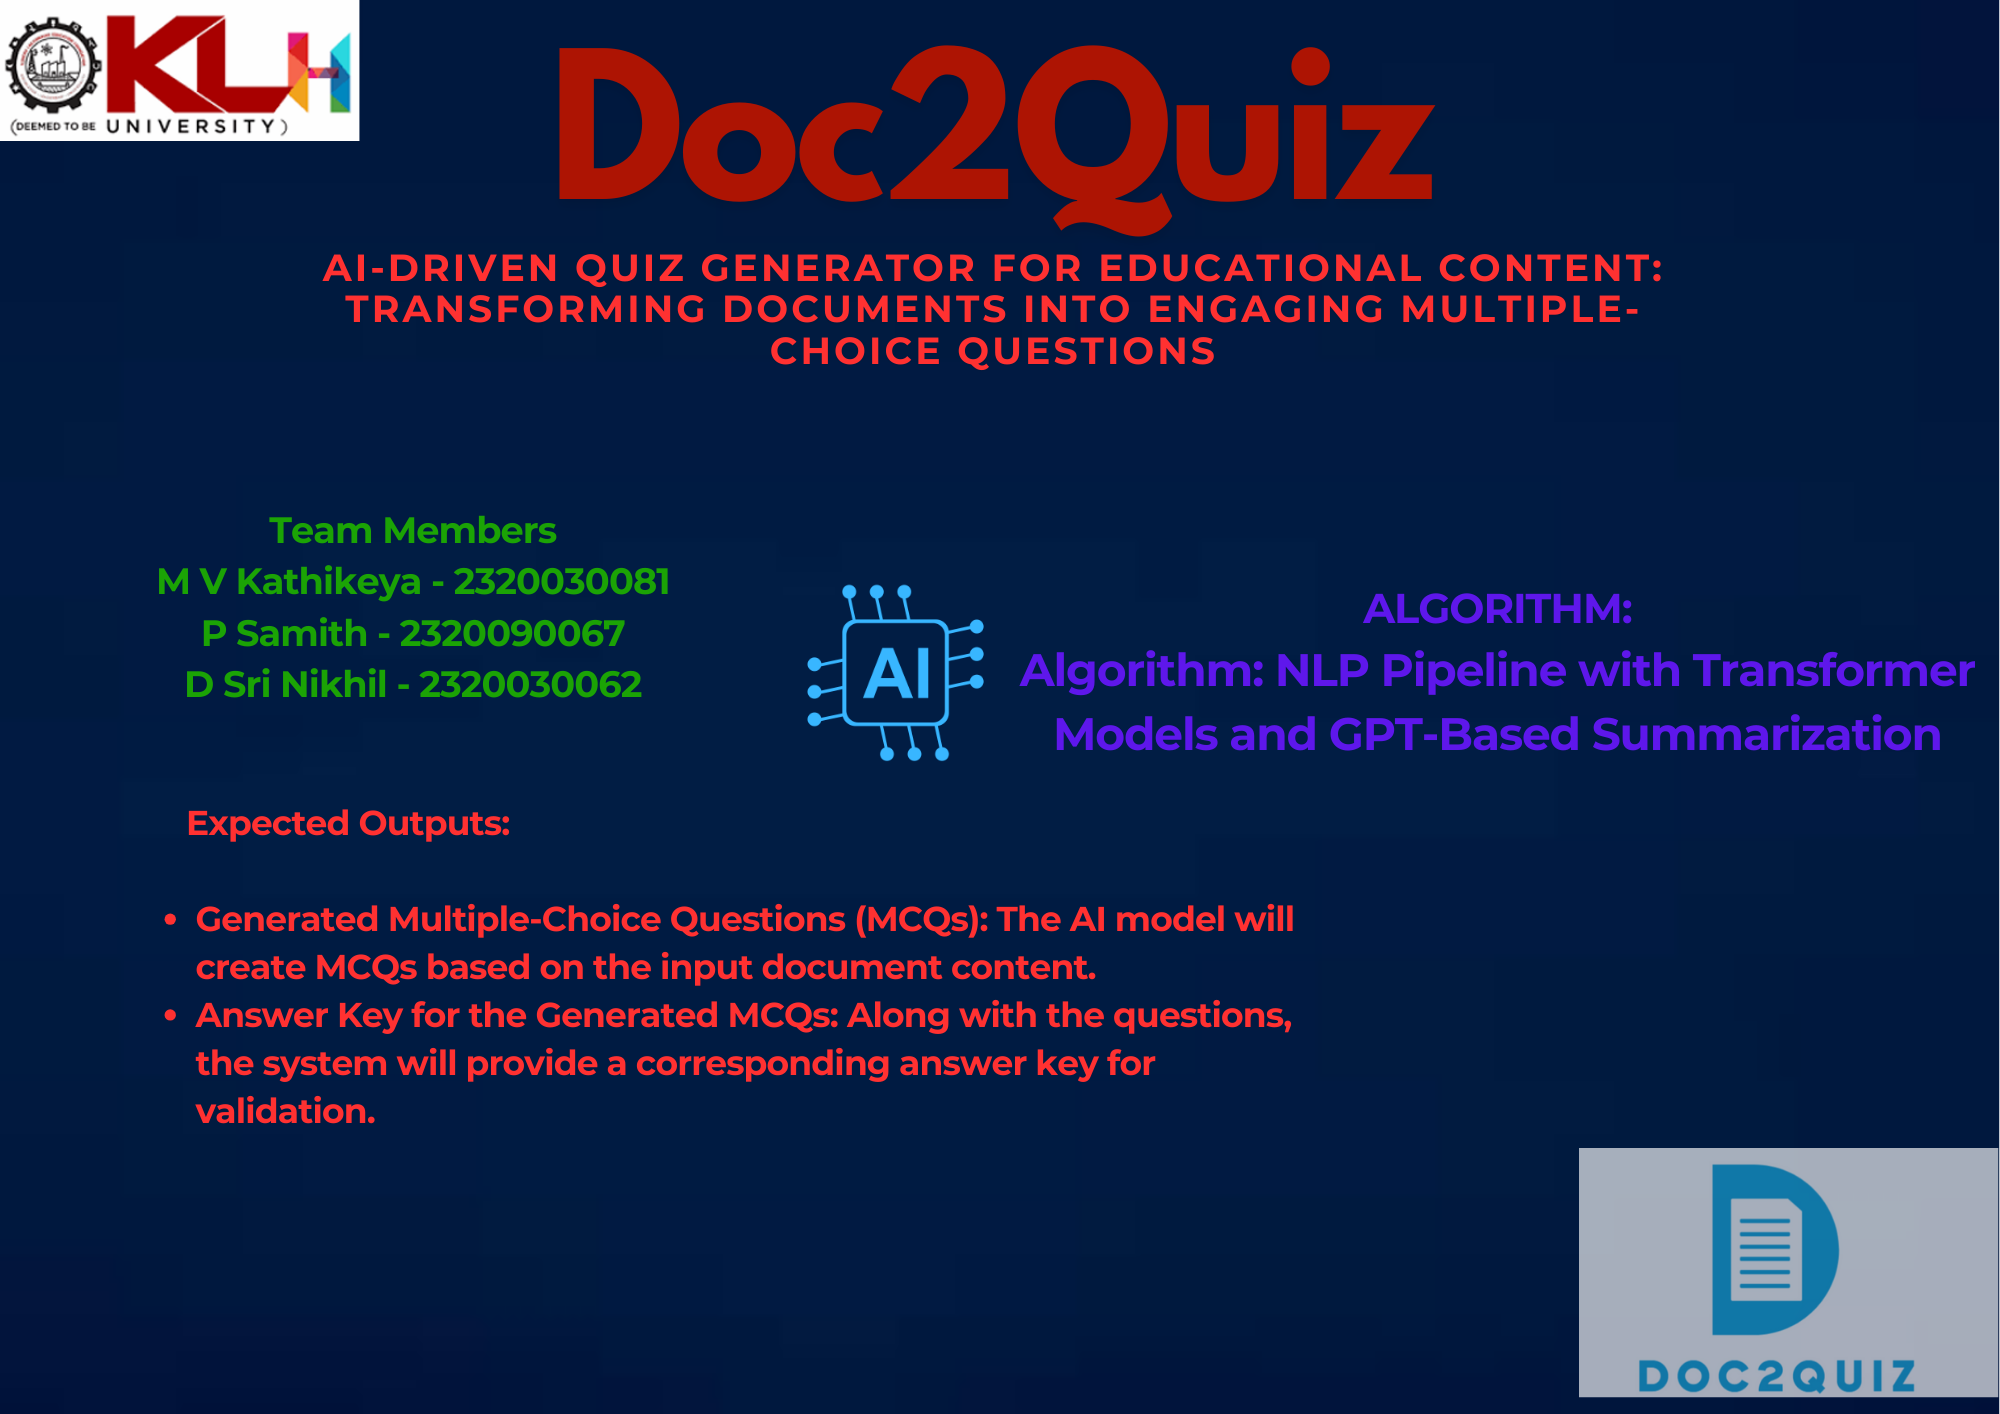 KLH
(DEEMED TO BE UNIVERSITY)
Doc2Quiz
AI-DRIVEN QUIZ GENERATOR FOR EDUCATIONAL CONTENT:
TRANSFORMING DOCUMENTS INTO ENGAGING MULTIPLE-
CHOICE QUESTIONS
Team Members
M V Kathikeya - 2320030081
P Samith - 2320090067
D Sri Nikhil - 2320030062
AI
ALGORITHM:
Algorithm: NLP Pipeline with Transformer
Models and GPT-Based Summarization
Expected Outputs:
• Generated Multiple-Choice Questions (MCQs): The AI model will
create MCQs based on the input document content.
• Answer Key for the Generated MCQs: Along with the questions,
the system will provide a corresponding answer key for
validation.
DOC2QUIZ